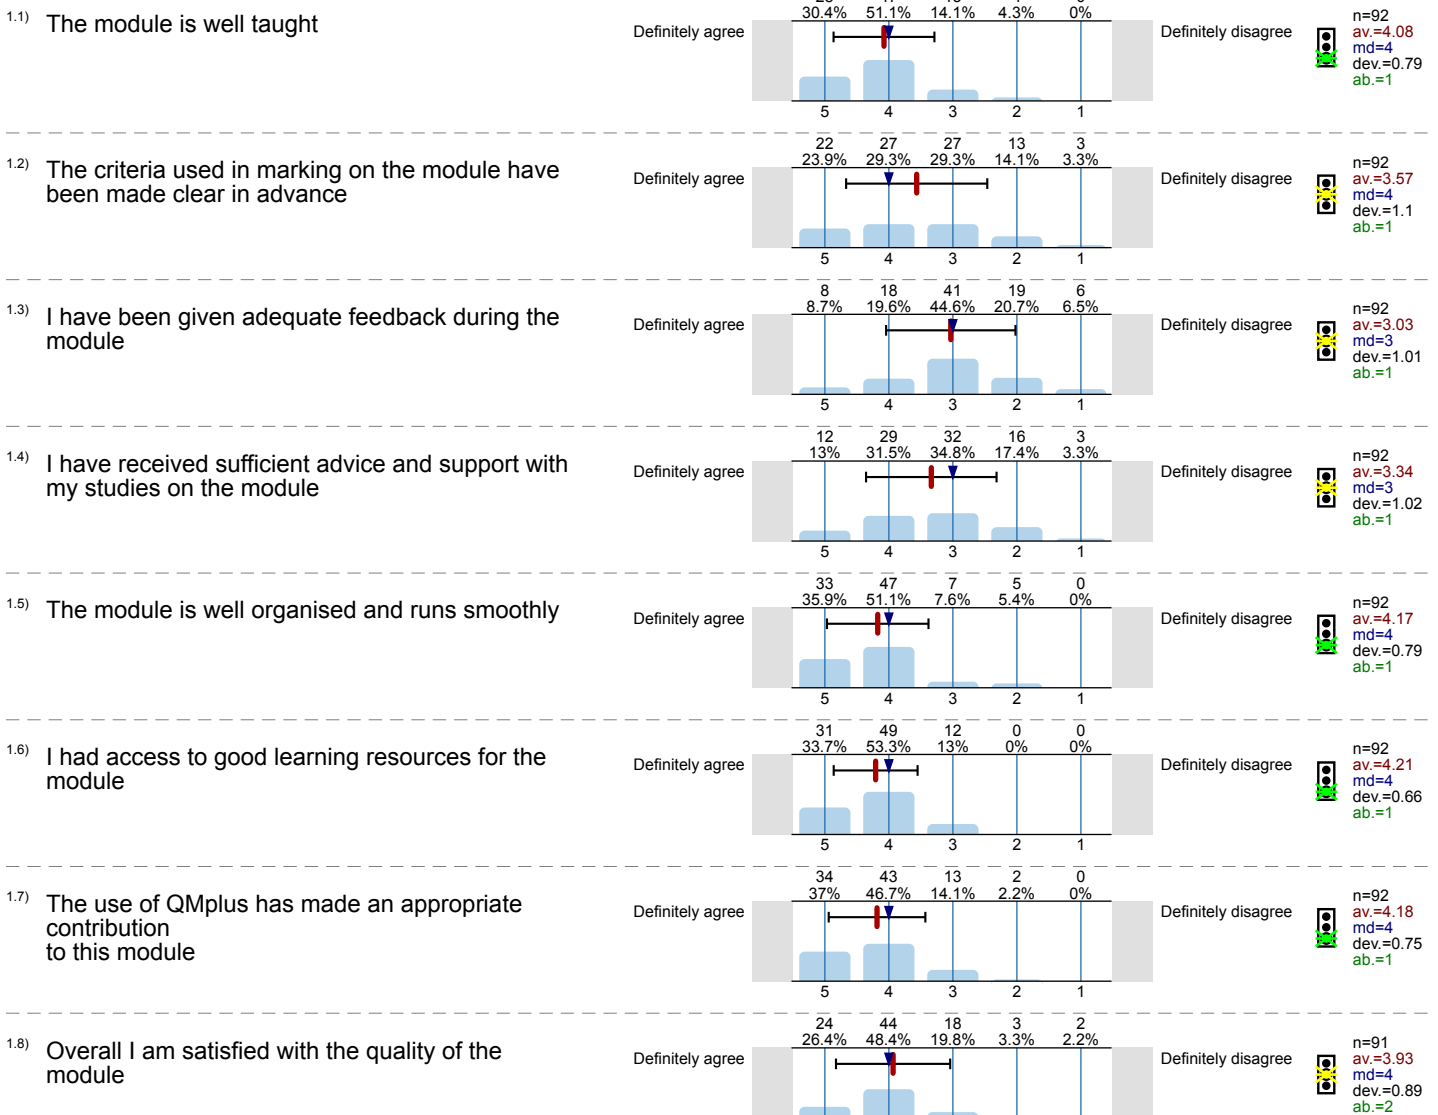 1.1) The module is well taught
Definitely agree
30.4% 51.1% 14.1% 4.3% 0%
5 4 3 2 1
Definitely disagree
n=92
av.=4.08
md=4
dev.=0.79
ab.=1
1.2) The criteria used in marking on the module have
been made clear in advance
Definitely agree
22 27 27 13 3
23.9% 29.3% 29.3% 14.1% 3.3%
5 4 3 2 1
Definitely disagree
n=92
av.=3.57
md=4
dev.=1.1
ab.=1
1.3) I have been given adequate feedback during the
module
Definitely agree
8 18 41 19 6
8.7% 19.6% 44.6% 20.7% 6.5%
5 4 3 2 1
Definitely disagree
n=92
av.=3.03
md=3
dev.=1.01
ab.=1
1.4) I have received sufficient advice and support with
my studies on the module
Definitely agree
12 29 32 16 3
13% 31.5% 34.8% 17.4% 3.3%
5 4 3 2 1
Definitely disagree
n=92
av.=3.34
md=3
dev.=1.02
ab.=1
1.5) The module is well organised and runs smoothly
Definitely agree
33 47 7 5 0
35.9% 51.1% 7.6% 5.4% 0%
5 4 3 2 1
Definitely disagree
n=92
av.=4.17
md=4
dev.=0.79
ab.=1
1.6) I had access to good learning resources for the
module
Definitely agree
31 49 12 0 0
33.7% 53.3% 13% 0% 0%
5 4 3 2 1
Definitely disagree
n=92
av.=4.21
md=4
dev.=0.66
ab.=1
1.7) The use of QMplus has made an appropriate
contribution
to this module
Definitely agree
34 43 13 2 0
37% 46.7% 14.1% 2.2% 0%
5 4 3 2 1
Definitely disagree
n=92
av.=4.18
md=4
dev.=0.75
ab.=1
1.8) Overall I am satisfied with the quality of the
module
Definitely agree
24 44 18 3 2
26.4% 48.4% 19.8% 3.3% 2.2%
Definitely disagree
n=91
av.=3.93
md=4
dev.=0.89
ab.=2